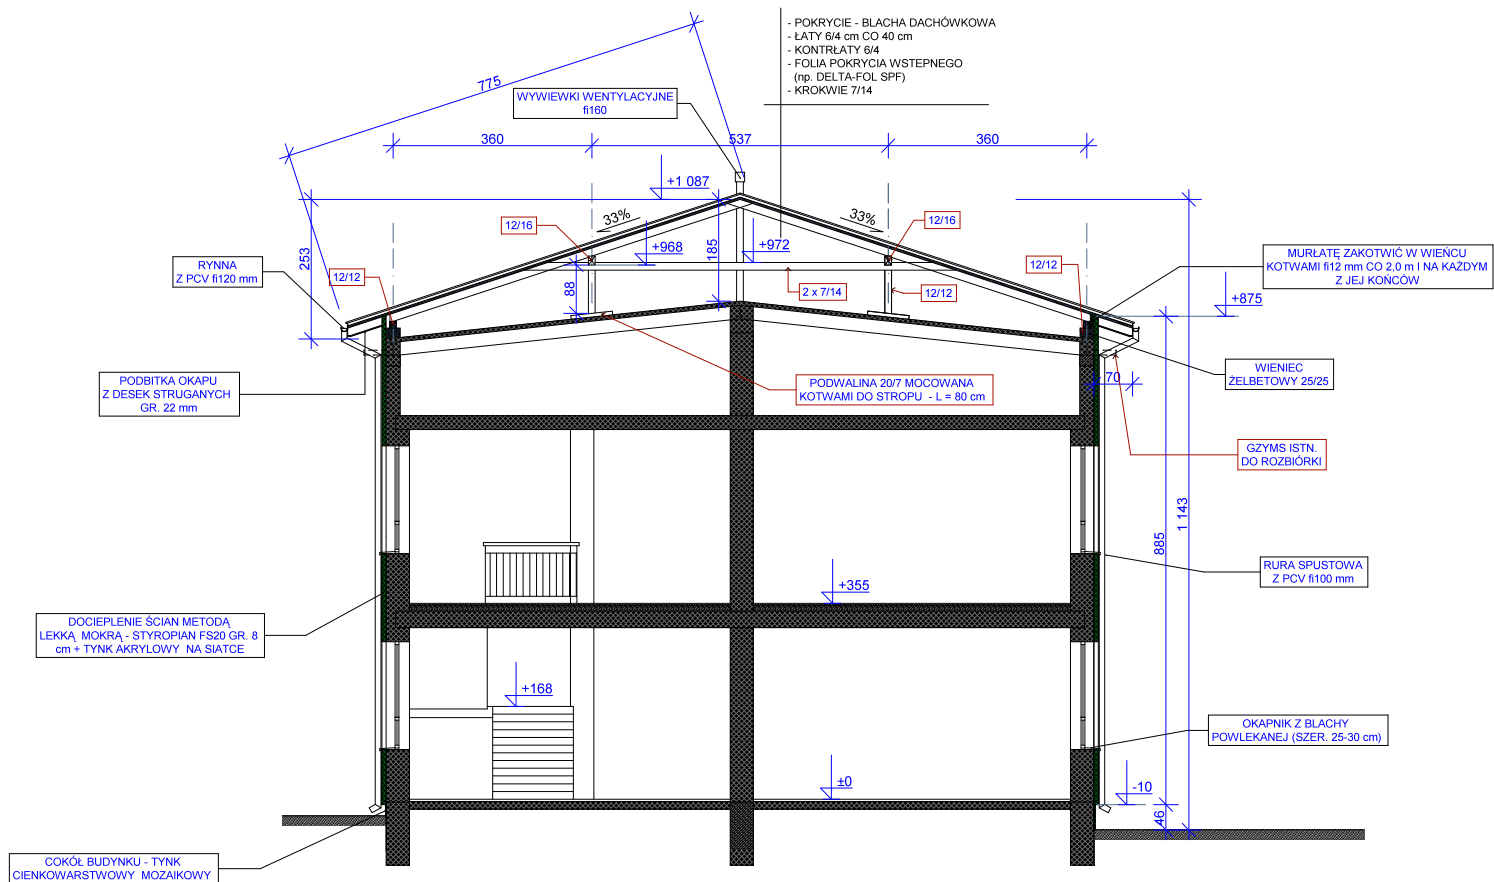 - POKRYCIE - BLACHA DACHÓWKOWA
- ŁATY 6/4 cm CO 40 cm
- KONTRŁATY 6/4
- FOLIA POKRYCIA WSTEPNEGO
(np. DELTA-FOL SPF)
- KROKWIE 7/14
775
WYWIEWKI WENTYLACYJNE
fi160
360
537
360
+1 087
33%
33%
12/16
12/16
+968
185
+972
253
RYNNA
Z PCV fi120 mm
12/12
88
2 x 7/14
12/12
12/12
MURŁATĘ ZAKOTWIĆ W WIEŃCU
KOTWAMI fi12 mm CO 2,0 m I NA KAŻDYM
Z JEJ KOŃCÓW
+875
PODBITKA OKAPU
Z DESEK STRUGANYCH
GR. 22 mm
PODWALINA 20/7 MOCOWANA
KOTWAMI DO STROPU - L = 80 cm
70
WIENIEC
ŻELBETOWY 25/25
GZYMS ISTN.
DO ROZBIÓRKI
1 143
885
RURA SPUSTOWA
Z PCV fi100 mm
+355
DOCIEPLENIE ŚCIAN METODĄ
LEKKĄ MOKRĄ - STYROPIAN FS20 GR. 8
cm + TYNK AKRYLOWY NA SIATCE
+168
OKAPNIK Z BLACHY
POWLEKANEJ (SZER. 25-30 cm)
±0
-10
46
COKÓŁ BUDYNKU - TYNK
CIENKOWARSTWOWY MOZAIKOWY